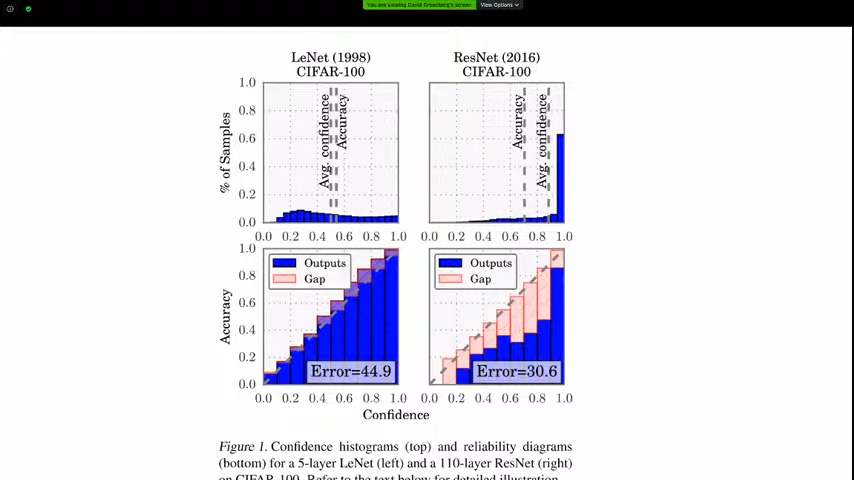 You are viewing David Greenberg's screen
View Options
LeNet (1998)
CIFAR-100
ResNet (2016)
CIFAR-100
% of Samples
1.0
0.8
0.6
0.4
0.2
0.0
Avg. confidence
Accuracy
Accuracy
Avg. confidence
0.0 0.2 0.4 0.6 0.8 1.0
0.0 0.2 0.4 0.6 0.8 1.0
Accuracy
1.0
0.8
0.6
0.4
0.2
0.0
Outputs
Gap
Error=44.9
Outputs
Gap
Error=30.6
0.0 0.2 0.4 0.6 0.8 1.0
0.0 0.2 0.4 0.6 0.8 1.0
Confidence
Figure 1. Confidence histograms (top) and reliability diagrams
(bottom) for a 5-layer LeNet (left) and a 110-layer ResNet (right)
on CIFAR-100. Refer to the text below for detailed illustration.